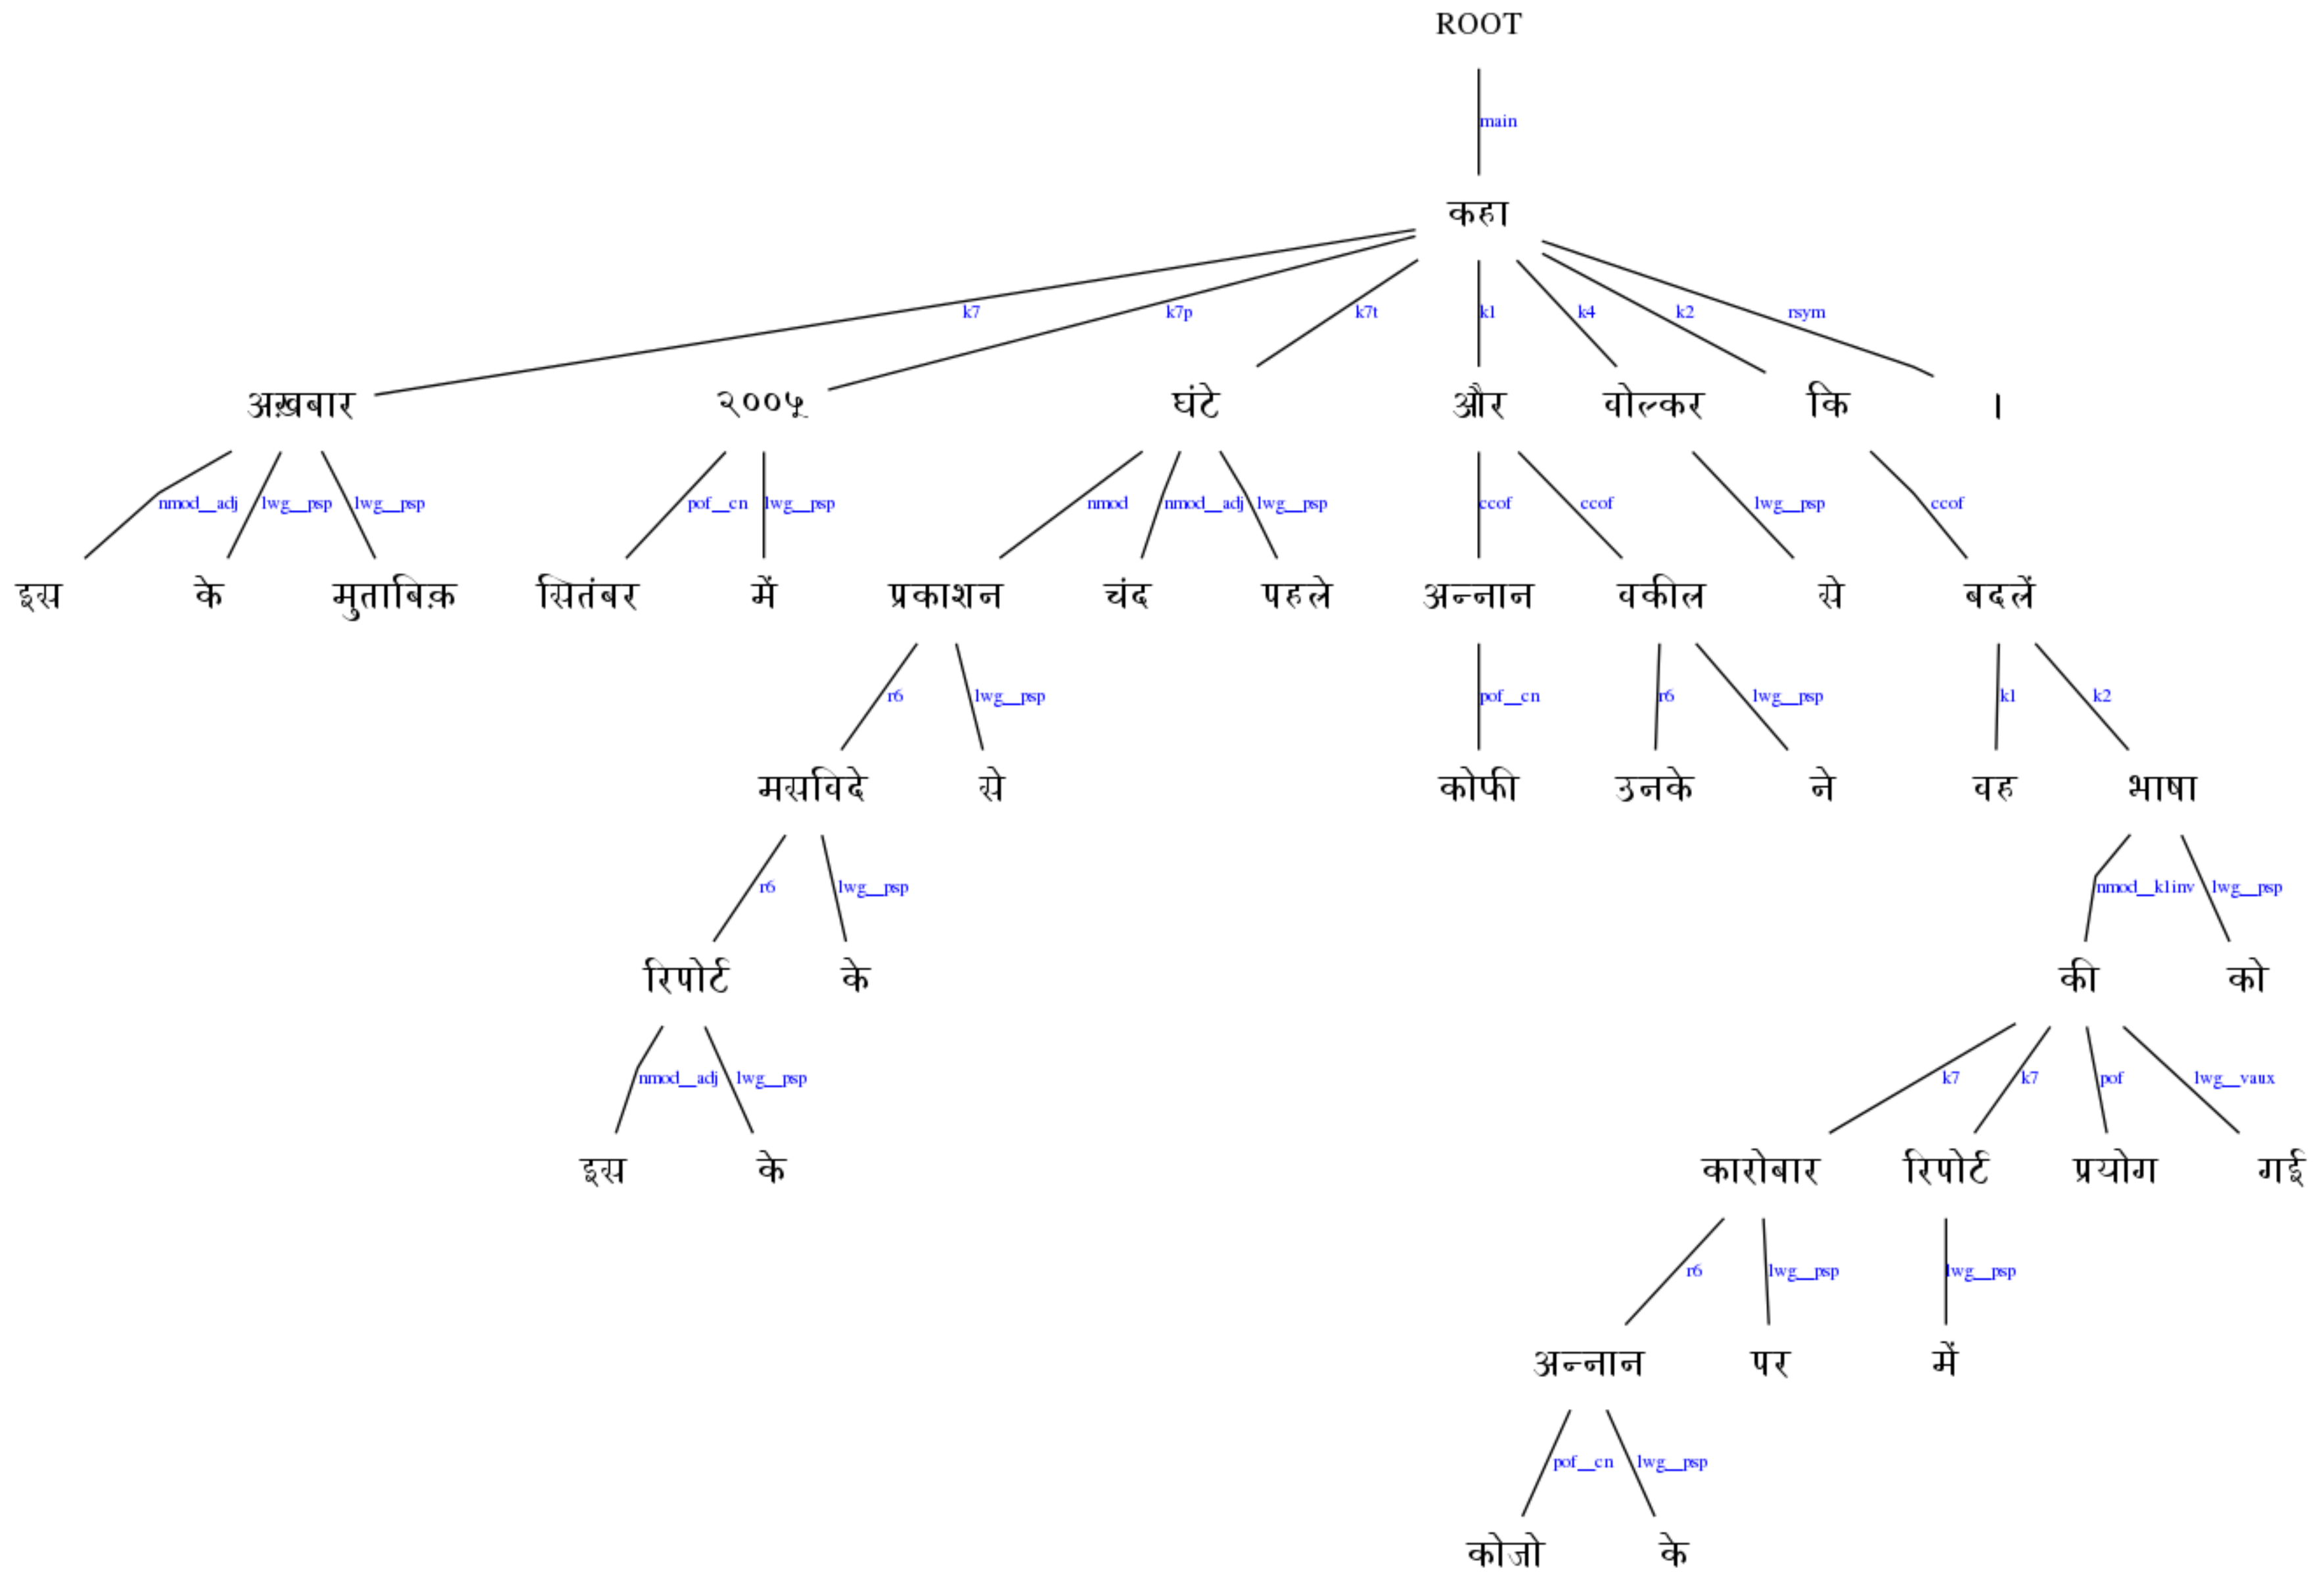 ROOT
main
कहा
k7 k7p k7t k1 k4 k2 rsym
अख़बार २००५ घंटे और वोल्कर कि ।
nmod__adj lwg__psp lwg__psp pof__cn lwg__psp nmod nmod__adj lwg__psp ccof ccof lwg__psp ccof
इस के मुताबिक़ सितंबर में प्रकाशन चंद पहले अन्नान वकील से बदलें
r6 lwg__psp pof__cn r6 lwg__psp k1 k2
मसविदे से कोफी उनके ने वह भाषा
r6 lwg__psp nmod__k1inv lwg__psp
रिपोर्ट के की को
nmod__adj lwg__psp k7 k7 pof lwg__vaux
इस के कारोबार रिपोर्ट प्रयोग गई
r6 lwg__psp lwg__psp
अन्नान पर में
pof__cn lwg__psp
कोजो के